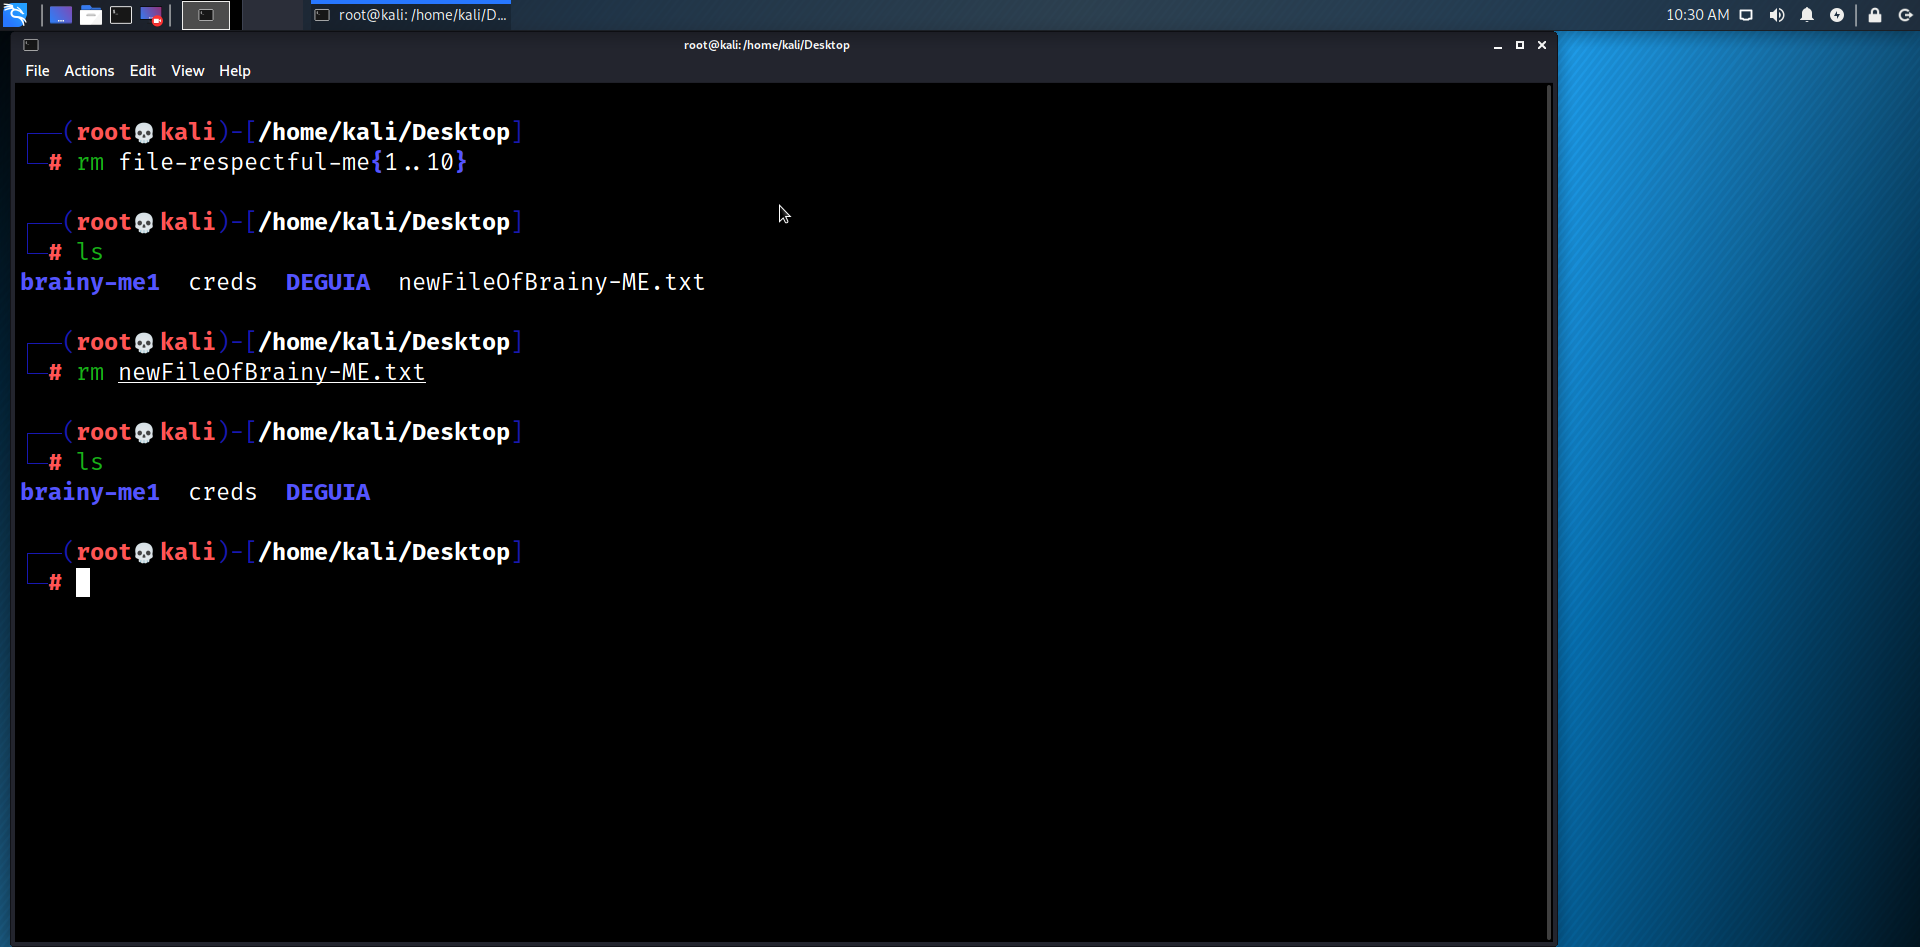 root@kali: /home/kali/D...
10:30 AM
root@kali: /home/kali/Desktop
File Actions Edit View Help
(root💀kali)-[/home/kali/Desktop]
# rm file-respectful-me{1..10}
(root💀kali)-[/home/kali/Desktop]
# ls
brainy-me1 creds DEGUIA newFileOfBrainy-ME.txt
(root💀kali)-[/home/kali/Desktop]
# rm newFileOfBrainy-ME.txt
(root💀kali)-[/home/kali/Desktop]
# ls
brainy-me1 creds DEGUIA
(root💀kali)-[/home/kali/Desktop]
#